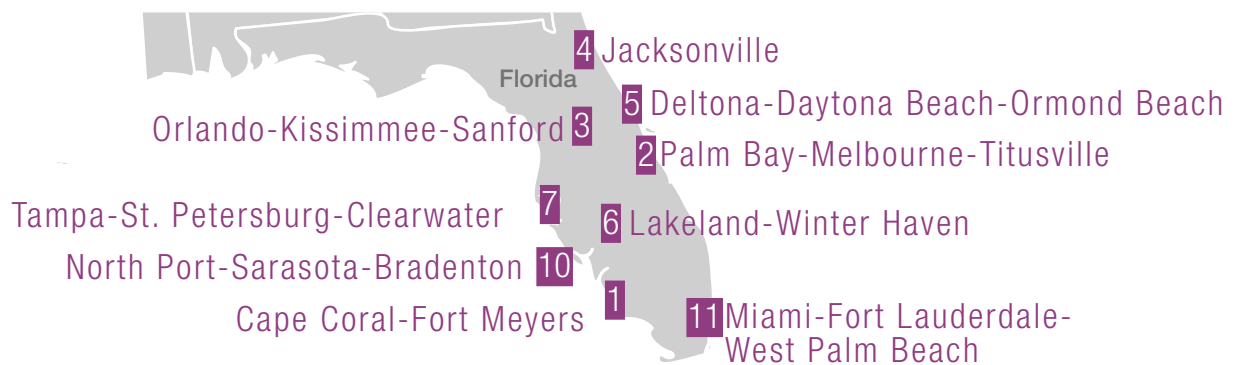 4 Jacksonville
Florida
5 Deltona-Daytona Beach-Ormond Beach
Orlando-Kissimmee-Sanford 3
2 Palm Bay-Melbourne-Titusville
Tampa-St. Petersburg-Clearwater 7
6 Lakeland-Winter Haven
North Port-Sarasota-Bradenton 10
Cape Coral-Fort Meyers 1
11 Miami-Fort Lauderdale-
West Palm Beach